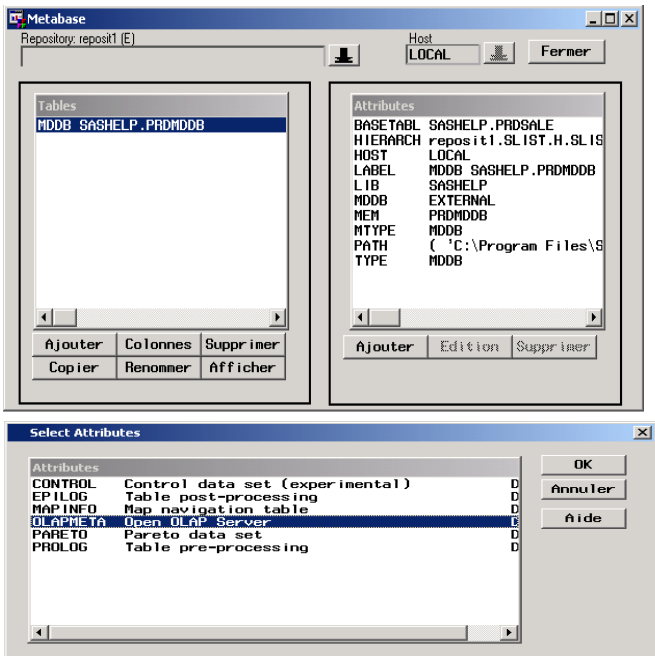 Metabase
Repository: reposit1 (E)
Host
LOCAL
Fermer
Tables
MDDB SASHELP.PRDMDDB
Ajouter Colonnes Supprimer
Copier Renommer Afficher
Attributes
BASETABL SASHELP.PRDSALE
HIERARCH reposit1.SLIST.H.SLIS
HOST LOCAL
LABEL MDDB SASHELP.PRDMDDB
LIB SASHELP
MDDB EXTERNAL
MEM PRDMDDB
MTYPE MDDB
PATH ( 'C:\Program Files\S
TYPE MDDB
Ajouter Edition Supprimer
Select Attributes
Attributes
CONTROL Control data set (experimental) D
EPILOG Table post-processing D
MAPINFO Map navigation table D
OLAPMETA Open OLAP Server D
PARETO Pareto data set D
PROLOG Table pre-processing D
OK
Annuler
Aide